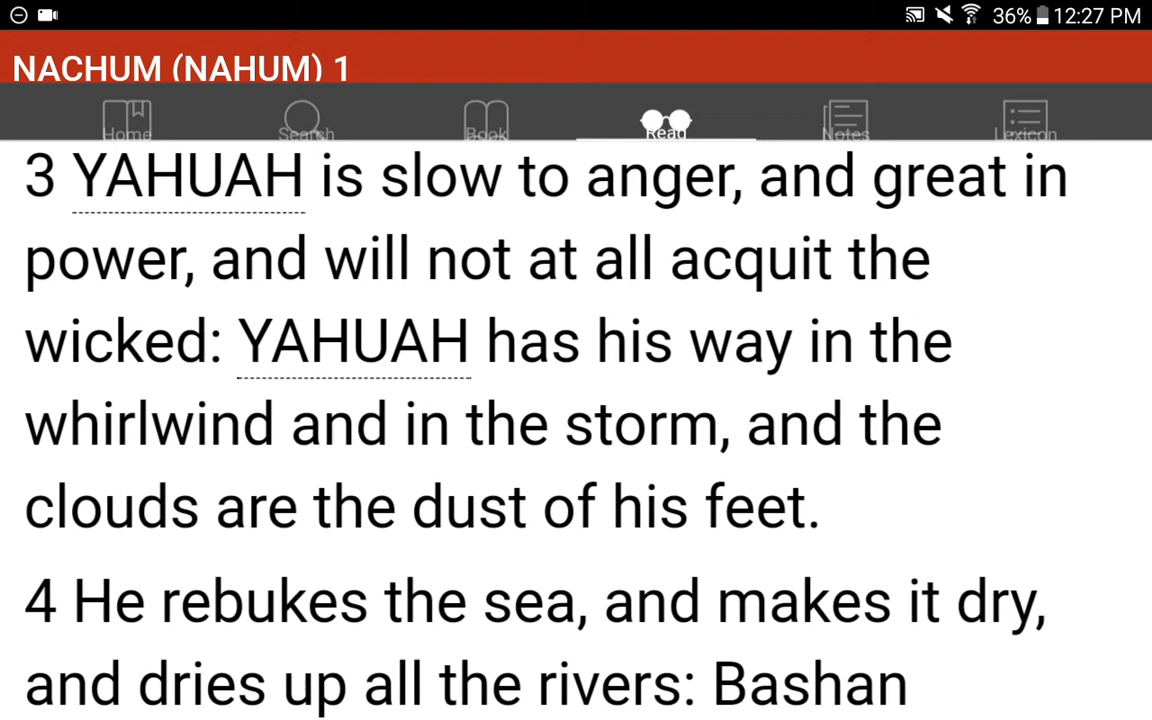 36% 12:27 PM
NACHUM (NAHUM) 1
Home Search Book Read Notes Lexicon
3 YAHUAH is slow to anger, and great in
power, and will not at all acquit the
wicked: YAHUAH has his way in the
whirlwind and in the storm, and the
clouds are the dust of his feet.
4 He rebukes the sea, and makes it dry,
and dries up all the rivers: Bashan